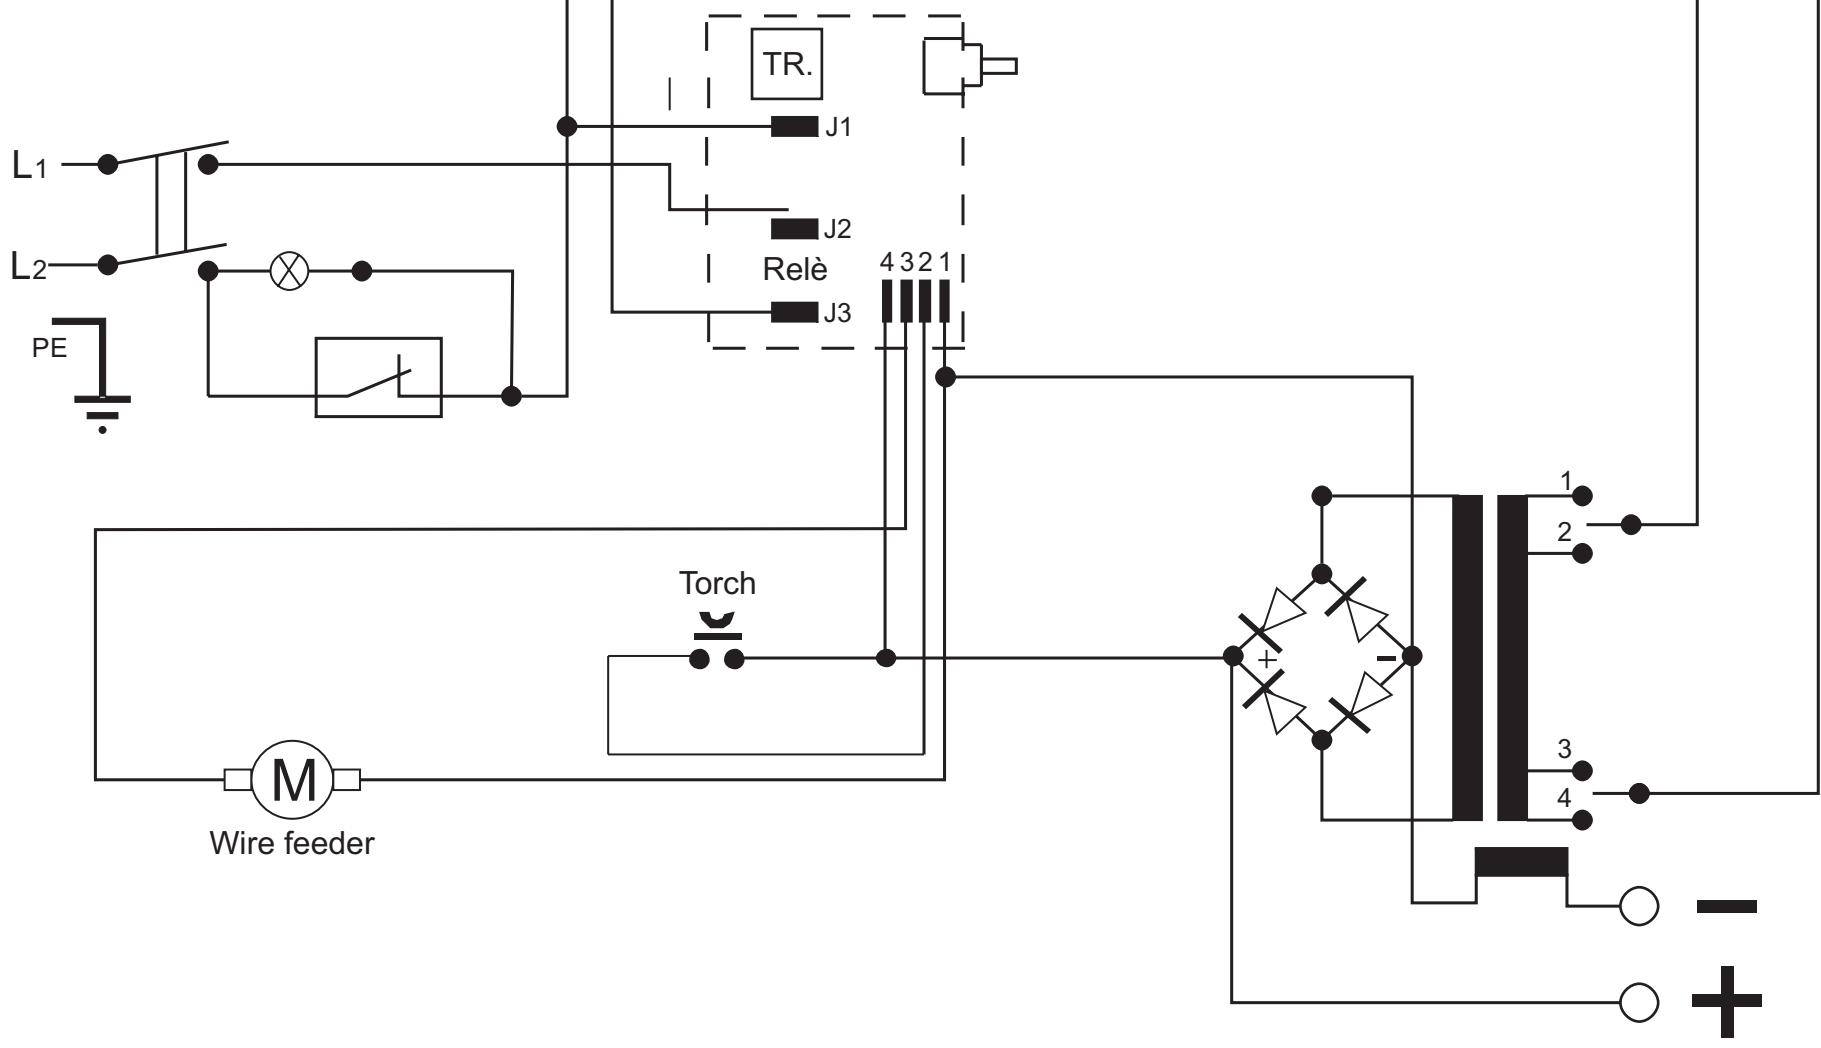 TR.
J1
L1
J2
L2
Relè
4 3 2 1
J3
PE
1
2
Torch
+
-
3
4
M
Wire feeder
-
+